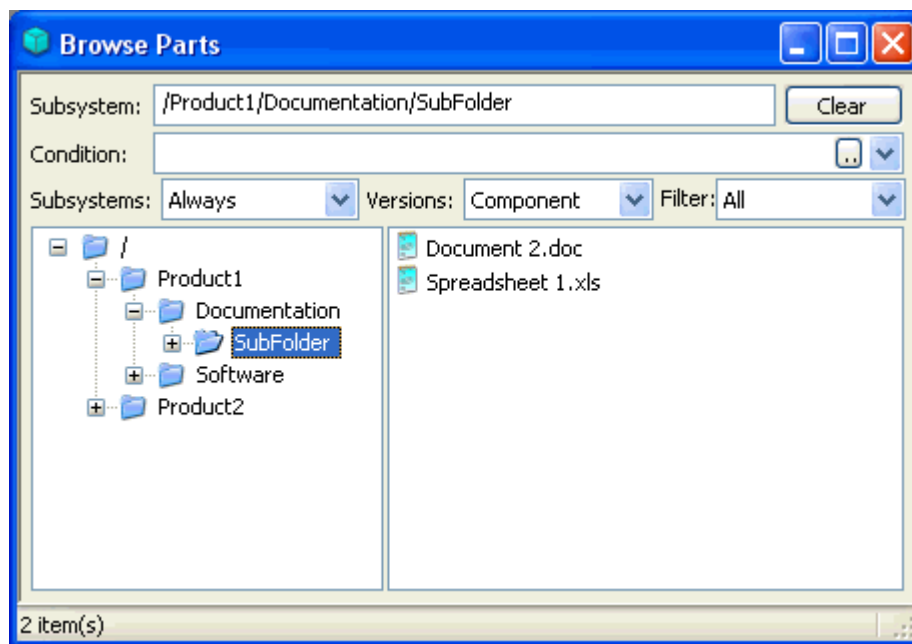 Browse Parts
Subsystem: /Product1/Documentation/SubFolder Clear
Condition: ..
Subsystems: Always Versions: Component Filter: All
/
Product1
Documentation
SubFolder
Software
Product2
Document 2.doc
Spreadsheet 1.xls
2 item(s)